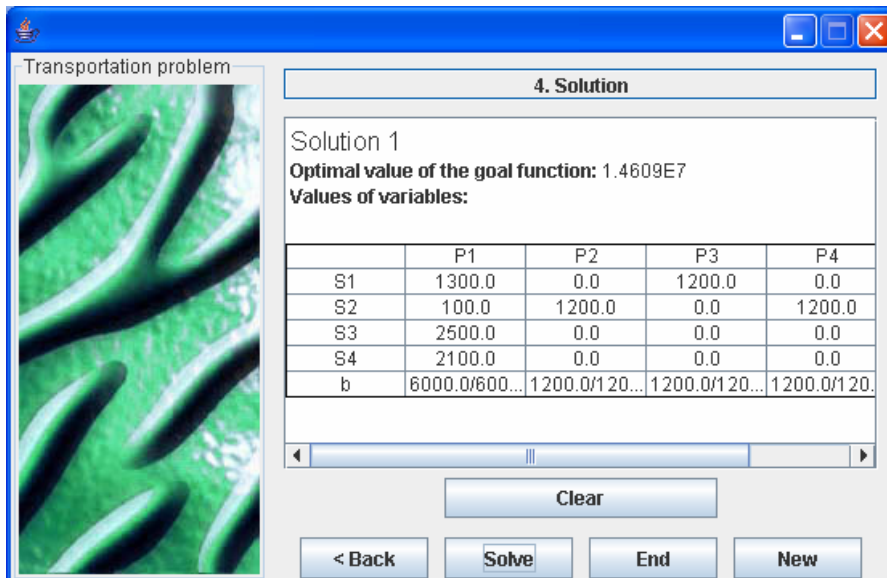 Transportation problem
4. Solution
Solution 1
Optimal value of the goal function: 1.4609E7
Values of variables:
P1 P2 P3 P4
S1 1300.0 0.0 1200.0 0.0
S2 100.0 1200.0 0.0 1200.0
S3 2500.0 0.0 0.0 0.0
S4 2100.0 0.0 0.0 0.0
b 6000.0/600... 1200.0/120... 1200.0/120... 1200.0/120.
Clear
< Back Solve End New